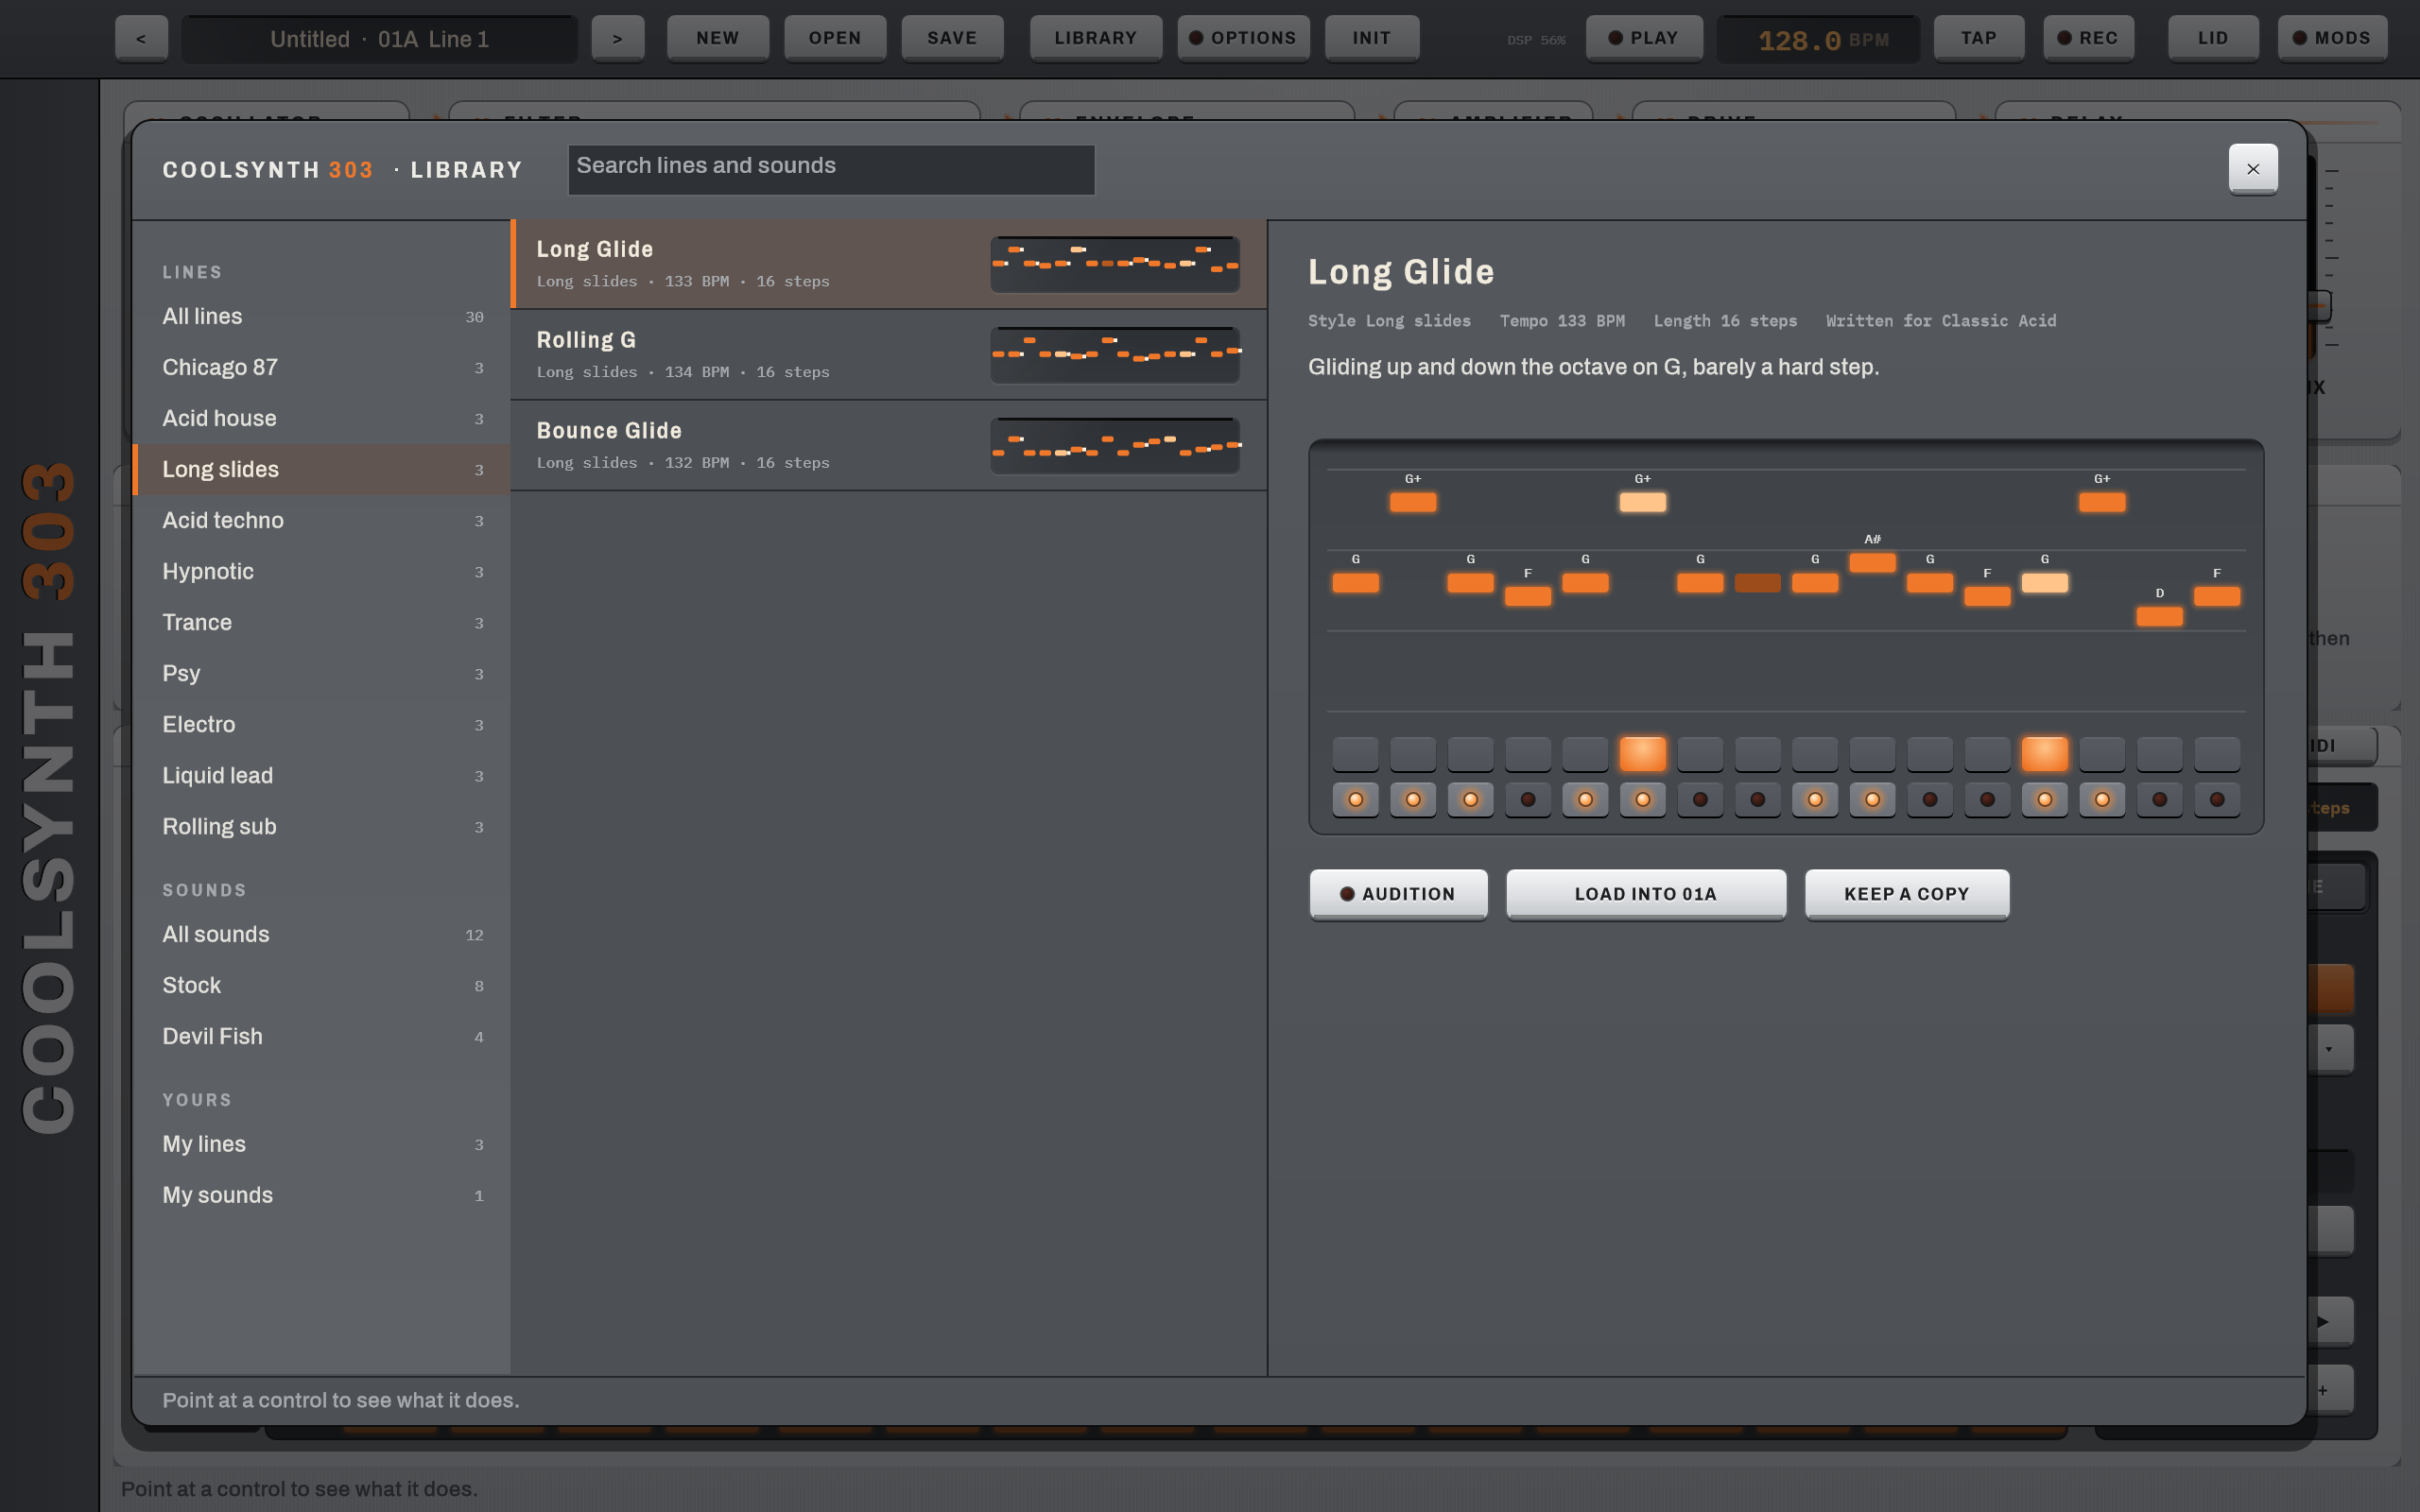 < Untitled · 01A Line 1 > NEW OPEN SAVE LIBRARY OPTIONS INIT DSP 56% PLAY 128.0 BPM TAP REC LID MODS
COOLSYNTH 303
OSCILLATOR FILTER ENVELOPE AMPLIFIER DRIVE DELAY
COOLSYNTH 303 · LIBRARY
Search lines and sounds
×
LINES
All lines 30
Chicago 87 3
Acid house 3
Long slides 3
Acid techno 3
Hypnotic 3
Trance 3
Psy 3
Electro 3
Liquid lead 3
Rolling sub 3
SOUNDS
All sounds 12
Stock 8
Devil Fish 4
YOURS
My lines 3
My sounds 1
Long Glide
Long slides · 133 BPM · 16 steps
Rolling G
Long slides · 134 BPM · 16 steps
Bounce Glide
Long slides · 132 BPM · 16 steps
Long Glide
Style Long slides Tempo 133 BPM Length 16 steps Written for Classic Acid
Gliding up and down the octave on G, barely a hard step.
G+ G+ G+
A#
G G G G G G G
F F F
D
AUDITION LOAD INTO 01A KEEP A COPY
then
+
Point at a control to see what it does.
Point at a control to see what it does.